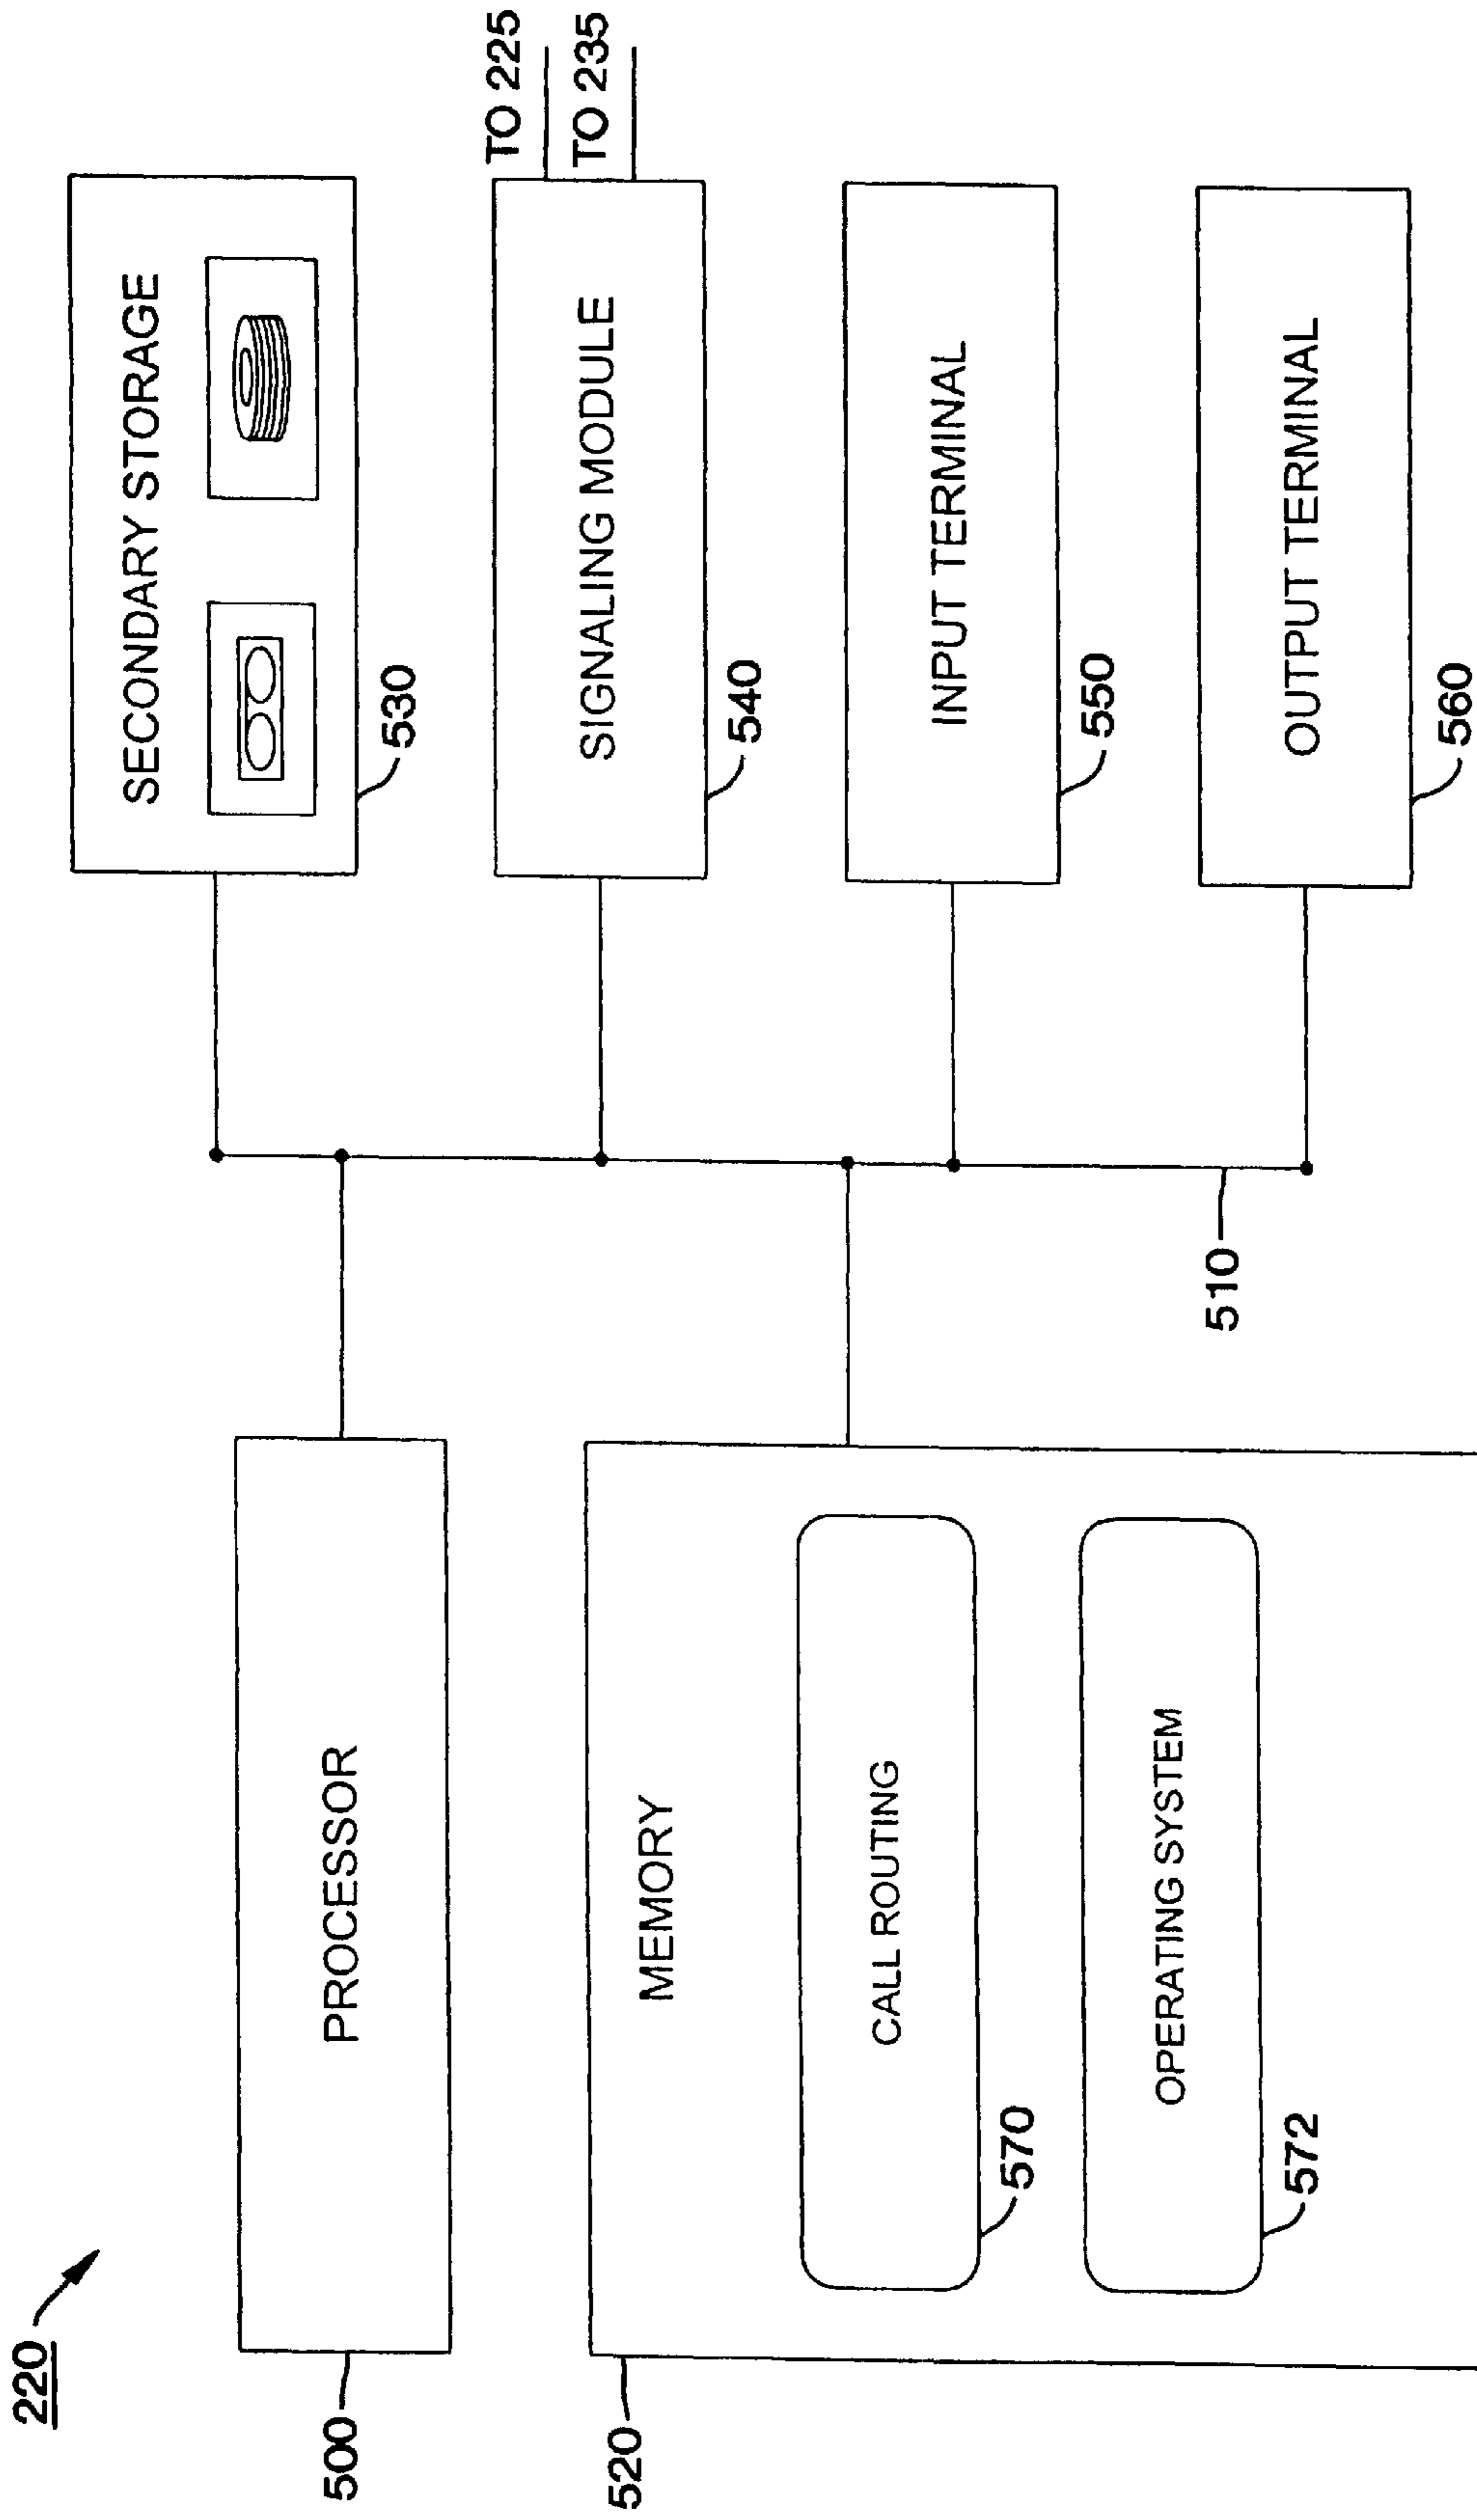 220
500
PROCESSOR
520
MEMORY
CALL ROUTING
570
OPERATING SYSTEM
572
510
SECONDARY STORAGE
530
SIGNALING MODULE
540
TO 225
TO 235
INPUT TERMINAL
550
OUTPUT TERMINAL
560